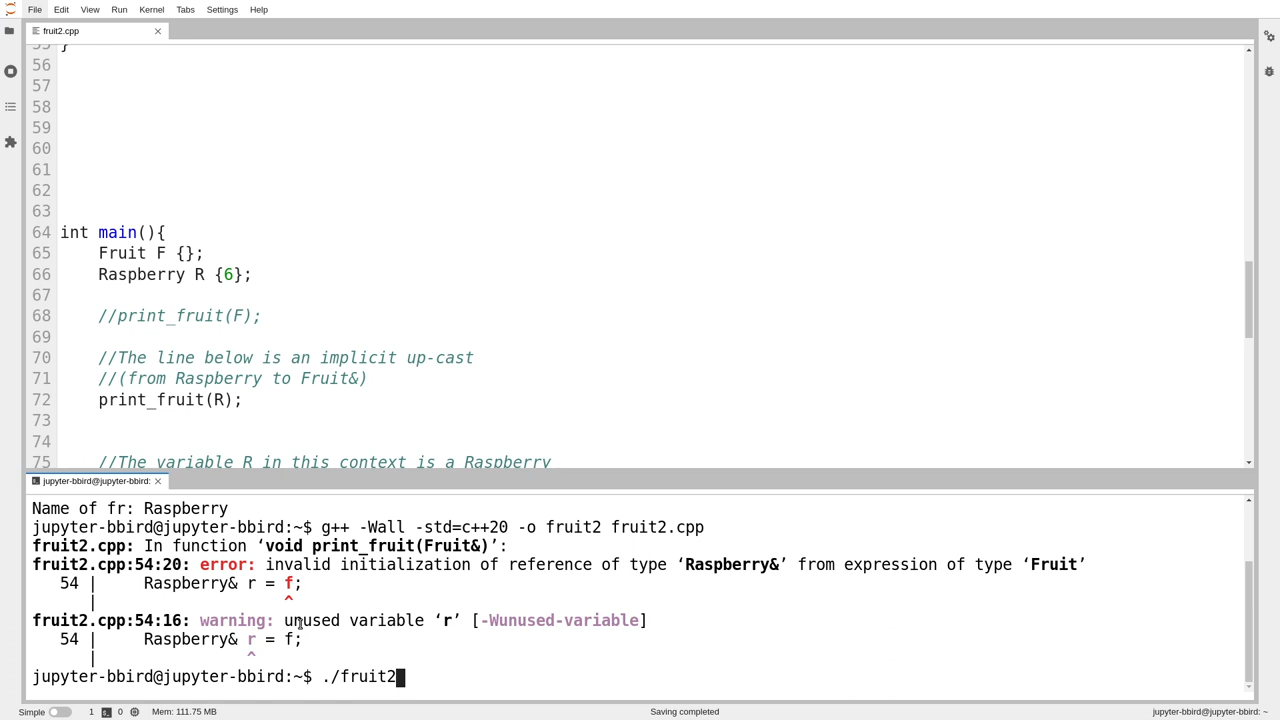 File Edit View Run Kernel Tabs Settings Help
fruit2.cpp
55 }
56
57
58
59
60
61
62
63
64 int main(){
65     Fruit F {};
66     Raspberry R {6};
67
68     //print_fruit(F);
69
70     //The line below is an implicit up-cast
71     //(from Raspberry to Fruit&)
72     print_fruit(R);
73
74
75     //The variable R in this context is a Raspberry
jupyter-bbird@jupyter-bbird:
Name of fr: Raspberry
jupyter-bbird@jupyter-bbird:~$ g++ -Wall -std=c++20 -o fruit2 fruit2.cpp
fruit2.cpp: In function ‘void print_fruit(Fruit&)’:
fruit2.cpp:54:20: error: invalid initialization of reference of type ‘Raspberry&’ from expression of type ‘Fruit’
   54 |     Raspberry& r = f;
      |                    ^
fruit2.cpp:54:16: warning: unused variable ‘r’ [-Wunused-variable]
   54 |     Raspberry& r = f;
      |                ^
jupyter-bbird@jupyter-bbird:~$ ./fruit2
Simple 1 0 Mem: 111.75 MB Saving completed jupyter-bbird@jupyter-bbird: ~